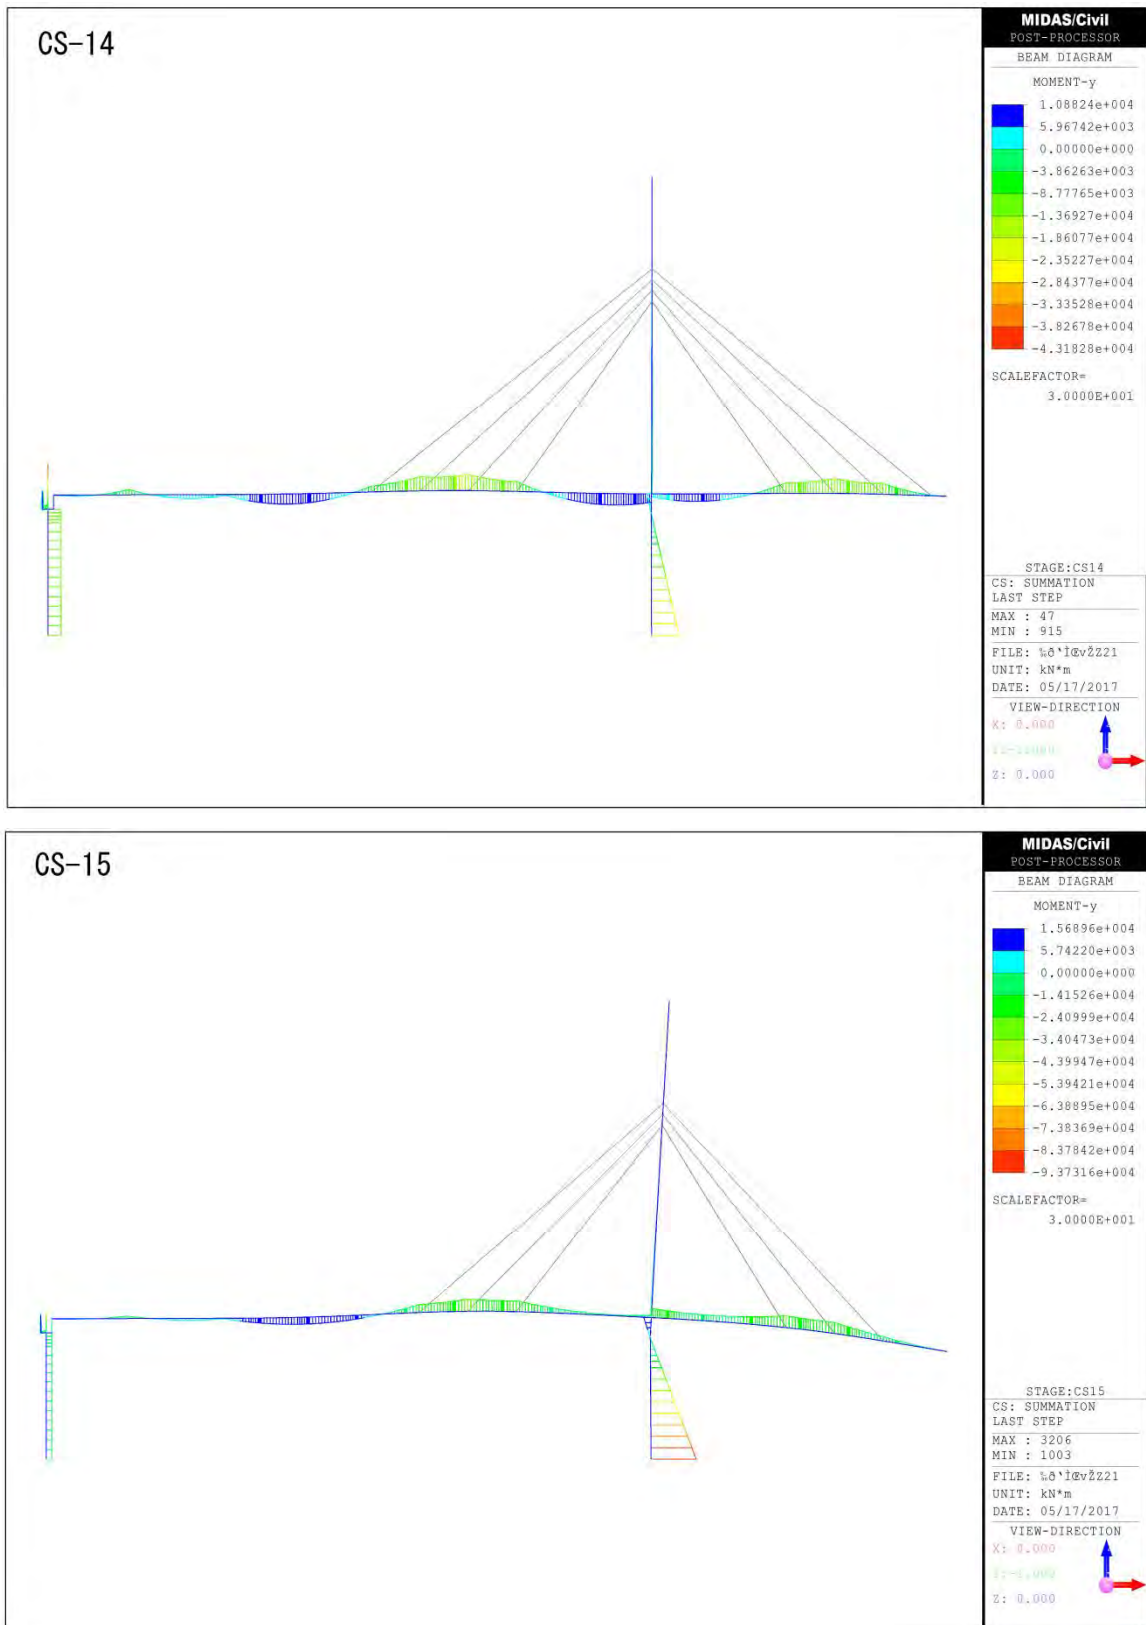 CS-14
MIDAS/Civil
POST-PROCESSOR
BEAM DIAGRAM
MOMENT-y
1.08824e+004
5.96742e+003
0.00000e+000
-3.86263e+003
-8.77765e+003
-1.36927e+004
-1.86077e+004
-2.35227e+004
-2.84377e+004
-3.33528e+004
-3.82678e+004
-4.31828e+004
SCALEFACTOR=
3.0000E+001
STAGE:CS14
CS: SUMMATION
LAST STEP
MAX : 47
MIN : 915
FILE:
UNIT: kN*m
DATE: 05/17/2017
VIEW-DIRECTION
X: 0.000
Z: 0.000
CS-15
MIDAS/Civil
POST-PROCESSOR
BEAM DIAGRAM
MOMENT-y
1.56896e+004
5.74220e+003
0.00000e+000
-1.41526e+004
-2.40999e+004
-3.40473e+004
-4.39947e+004
-5.39421e+004
-6.38895e+004
-7.38369e+004
-8.37842e+004
-9.37316e+004
SCALEFACTOR=
3.0000E+001
STAGE:CS15
CS: SUMMATION
LAST STEP
MAX : 3206
MIN : 1003
FILE:
UNIT: kN*m
DATE: 05/17/2017
VIEW-DIRECTION
X: 0.000
Z: 0.000